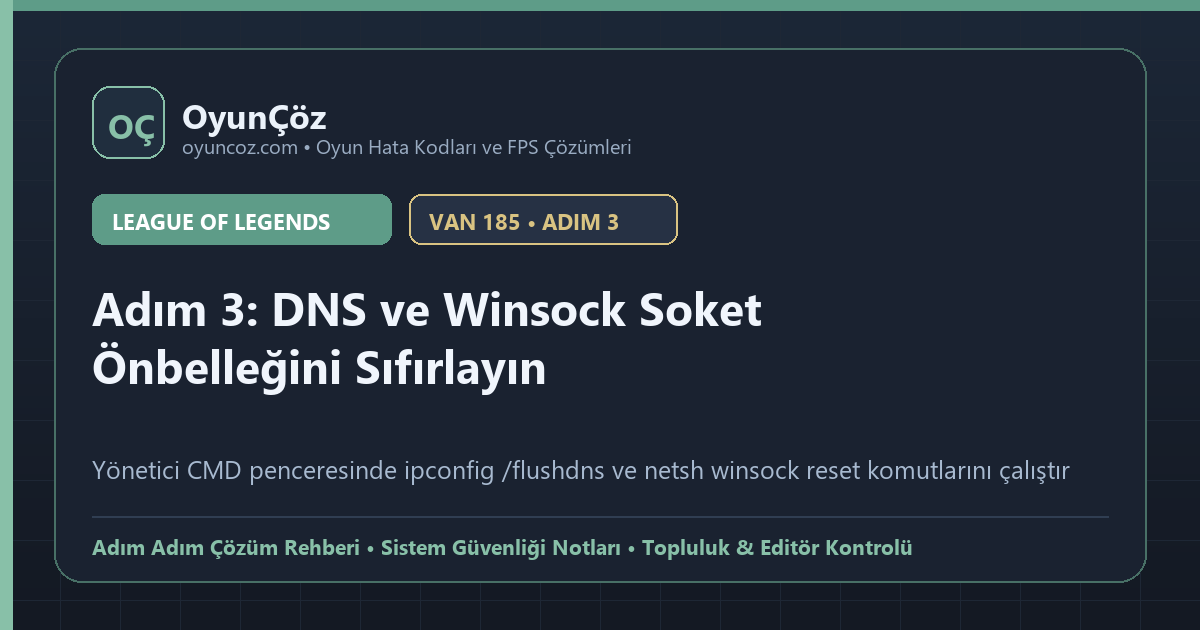 OÇ
OyunÇöz
oyuncoz.com • Oyun Hata Kodları ve FPS Çözümleri
LEAGUE OF LEGENDS
VAN 185 • ADIM 3
Adım 3: DNS ve Winsock Soket
Önbelleğini Sıfırlayın
Yönetici CMD penceresinde ipconfig /flushdns ve netsh winsock reset komutlarını çalıştır
Adım Adım Çözüm Rehberi • Sistem Güvenliği Notları • Topluluk & Editör Kontrolü